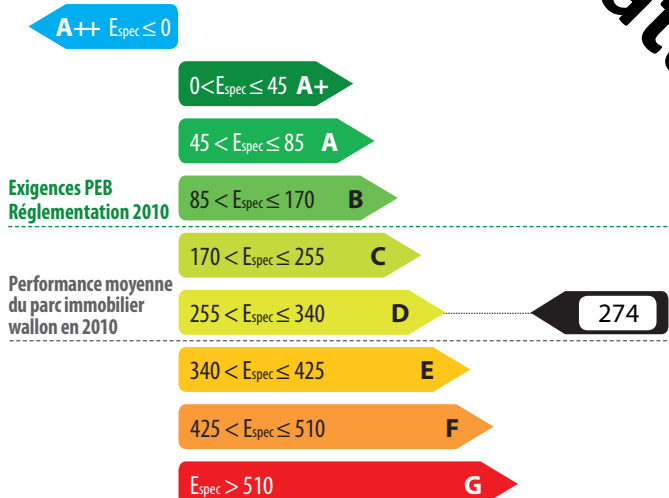 A++ Espec ≤ 0
0 < Espec ≤ 45 A+
45 < Espec ≤ 85 A
Exigences PEB
Réglementation 2010
85 < Espec ≤ 170 B
170 < Espec ≤ 255 C
Performance moyenne
du parc immobilier
wallon en 2010
255 < Espec ≤ 340 D
274
340 < Espec ≤ 425 E
425 < Espec ≤ 510 F
Espec > 510 G